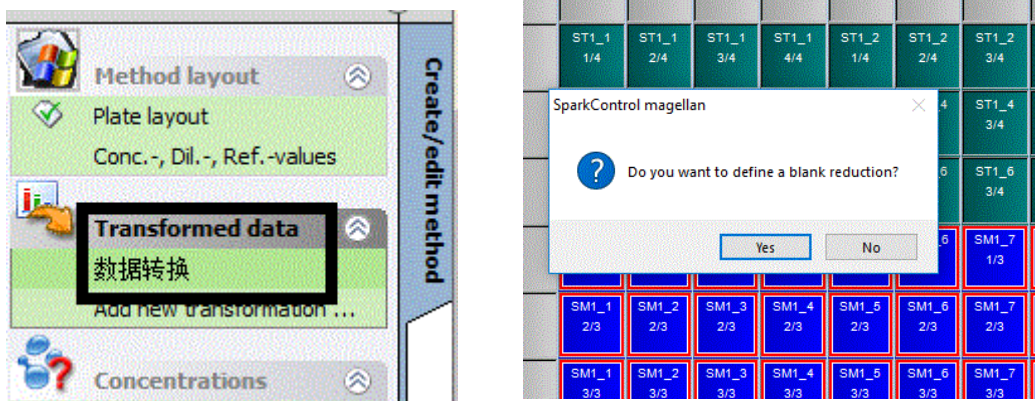 Method layout
Plate layout
Conc.-, Dil.-, Ref.-values
Transformed data
数据转换
Add new transformation ...
Concentrations
Create/edit method
ST1_1 ST1_1 ST1_1 ST1_1 ST1_2 ST1_2 ST1_2
1/4 2/4 3/4 4/4 1/4 2/4 3/4
SparkControl magellan
Do you want to define a blank reduction?
Yes No
ST1_4
3/4
ST1_6
3/4
SM1_7
1/3
SM1_1 SM1_2 SM1_3 SM1_4 SM1_5 SM1_6 SM1_7
2/3 2/3 2/3 2/3 2/3 2/3 2/3
SM1_1 SM1_2 SM1_3 SM1_4 SM1_5 SM1_6 SM1_7
3/3 3/3 3/3 3/3 3/3 3/3 3/3